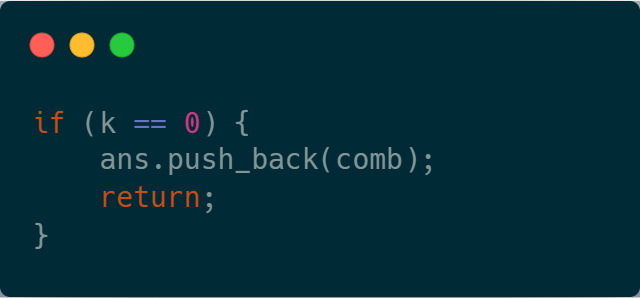 if (k == 0) {
    ans.push_back(comb);
    return;
}